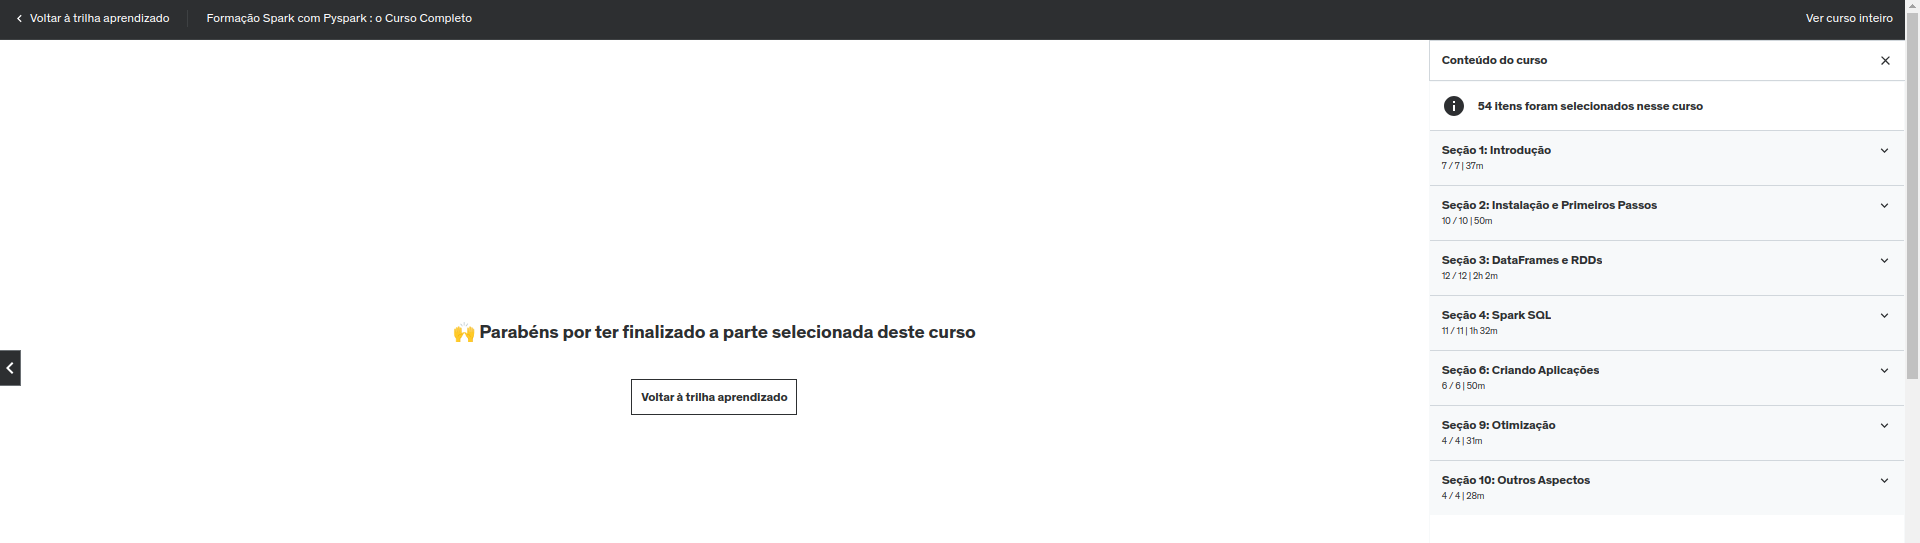 Voltar à trilha aprendizado
Formação Spark com Pyspark : o Curso Completo
Ver curso inteiro
Conteúdo do curso
54 itens foram selecionados nesse curso
Seção 1: Introdução
7 / 7 | 37m
Seção 2: Instalação e Primeiros Passos
10 / 10 | 50m
Seção 3: DataFrames e RDDs
12 / 12 | 2h 2m
Seção 4: Spark SQL
11 / 11 | 1h 32m
Seção 6: Criando Aplicações
6 / 6 | 50m
Seção 9: Otimização
4 / 4 | 31m
Seção 10: Outros Aspectos
4 / 4 | 28m
🙌 Parabéns por ter finalizado a parte selecionada deste curso
Voltar à trilha aprendizado